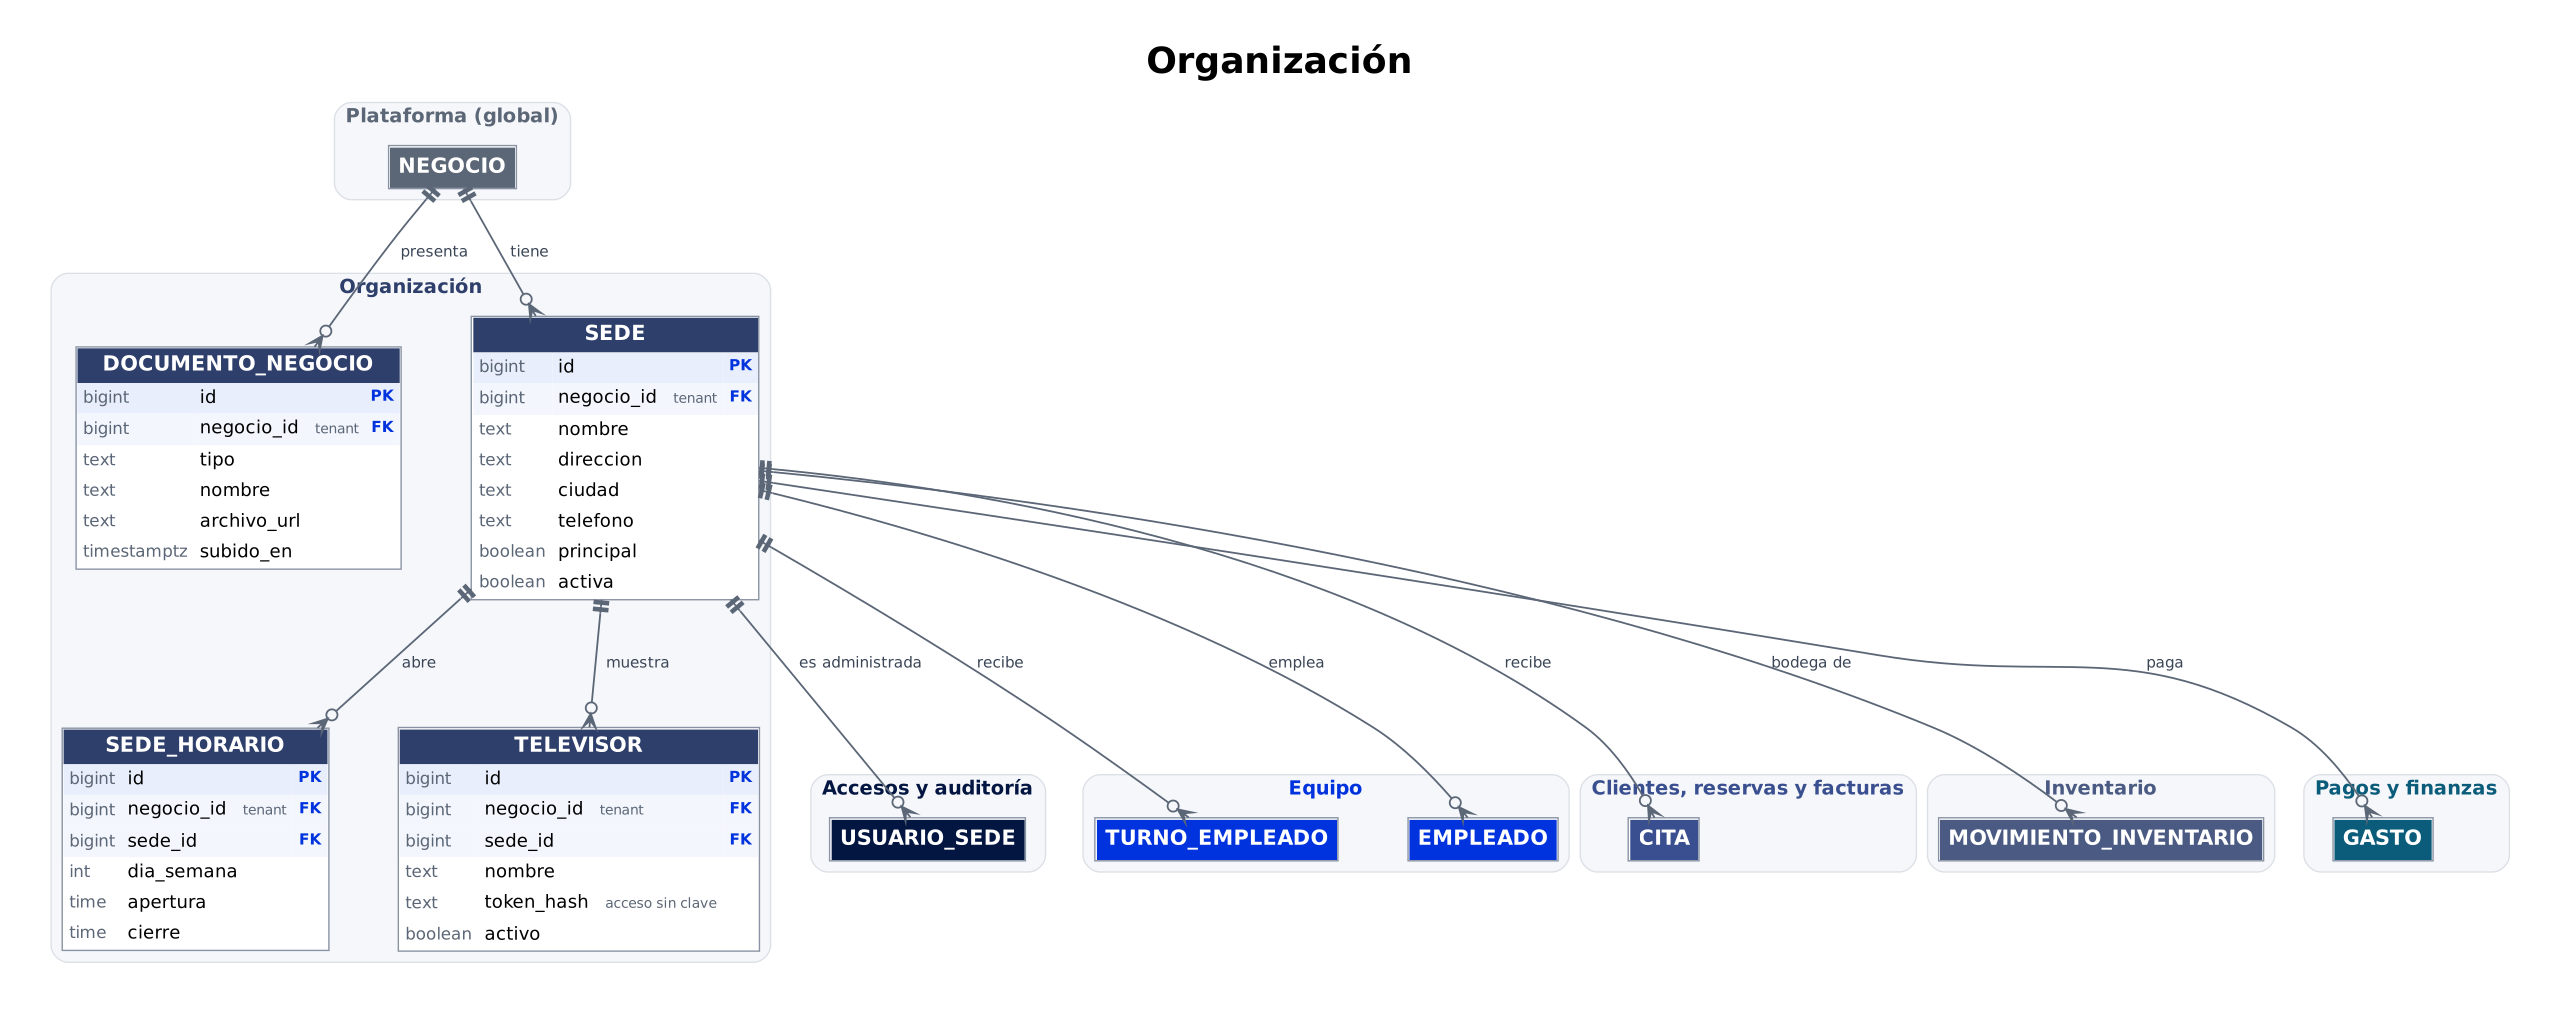 Organización
Plataforma (global)
NEGOCIO
presenta
tiene
Organización
DOCUMENTO_NEGOCIO
bigint id PK
bigint negocio_id tenant FK
text tipo
text nombre
text archivo_url
timestamptz subido_en
SEDE
bigint id PK
bigint negocio_id tenant FK
text nombre
text direccion
text ciudad
text telefono
boolean principal
boolean activa
abre
muestra
es administrada
recibe
emplea
recibe
bodega de
paga
SEDE_HORARIO
bigint id PK
bigint negocio_id tenant FK
bigint sede_id FK
int dia_semana
time apertura
time cierre
TELEVISOR
bigint id PK
bigint negocio_id tenant FK
bigint sede_id FK
text nombre
text token_hash acceso sin clave
boolean activo
Accesos y auditoría
USUARIO_SEDE
Equipo
TURNO_EMPLEADO
EMPLEADO
Clientes, reservas y facturas
CITA
Inventario
MOVIMIENTO_INVENTARIO
Pagos y finanzas
GASTO